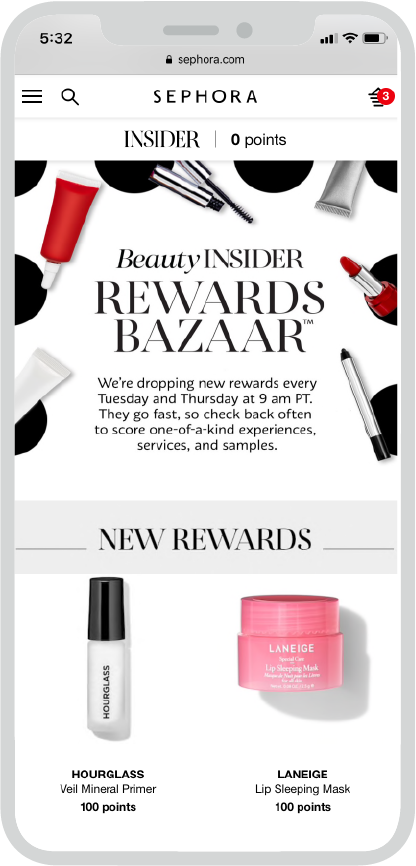 5:32
sephora.com
SEPHORA
3
INSIDER | 0 points
Beauty INSIDER
REWARDS
BAZAAR™
We're dropping new rewards every
Tuesday and Thursday at 9 am PT.
They go fast, so check back often
to score one-of-a-kind experiences,
services, and samples.
NEW REWARDS
HOURGLASS
LANEIGE
Special Care
Lip Sleeping Mask
HOURGLASS
Veil Mineral Primer
100 points
LANEIGE
Lip Sleeping Mask
100 points